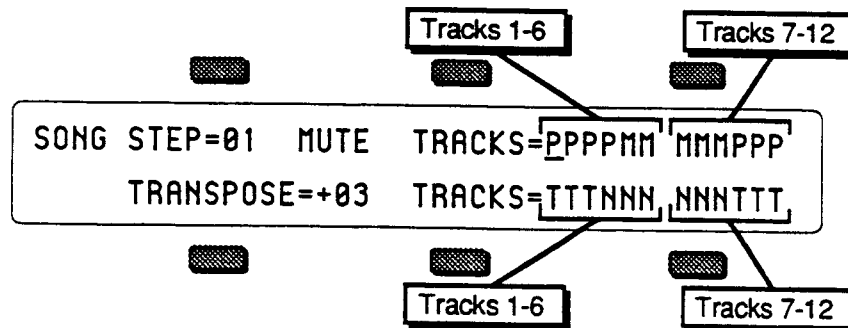 Tracks 1-6 Tracks 7-12
SONG STEP=01 MUTE TRACKS=PPPPMM MMMPPP
TRANSPOSE=+03 TRACKS=TTTNNN NNNTTT
Tracks 1-6 Tracks 7-12